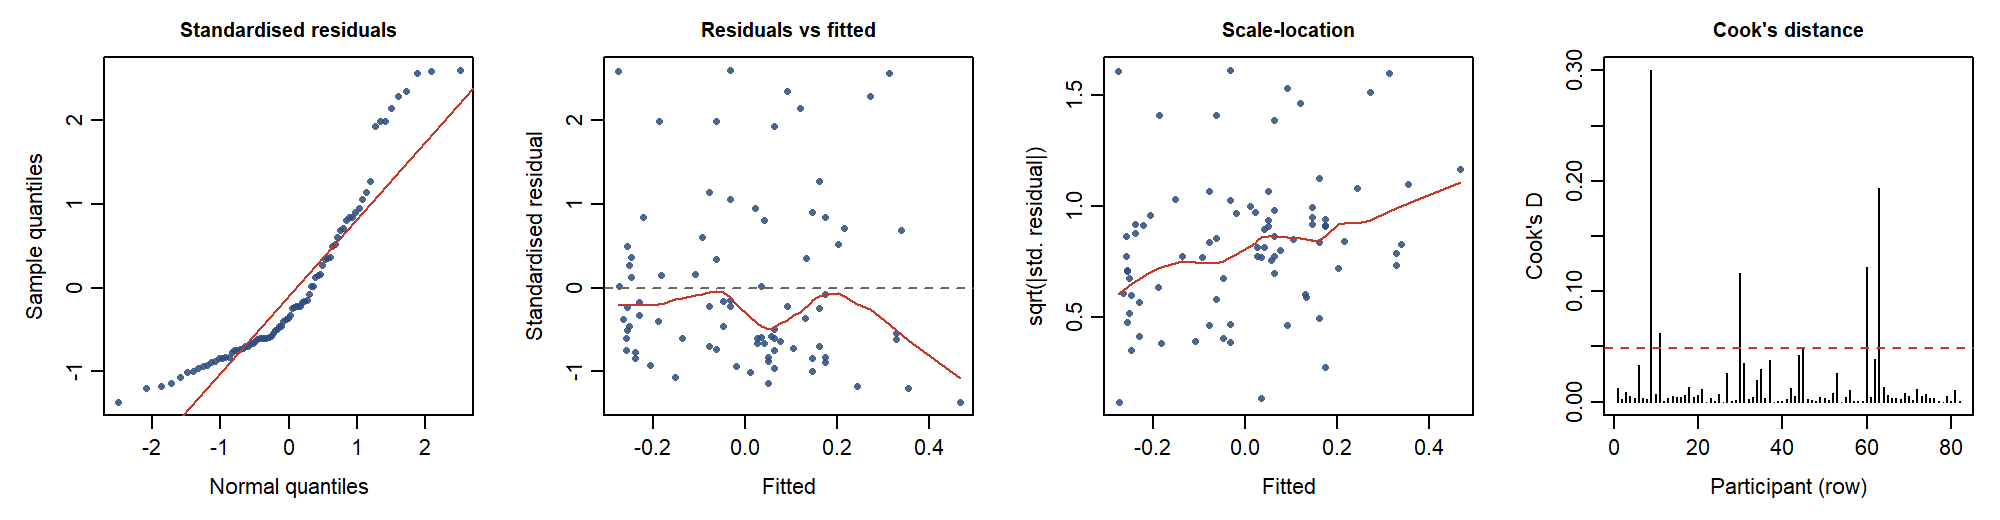 Standardised residuals
2
1
0
-1
-2
-1
0
1
2
Sample quantiles
Normal quantiles
Residuals vs fitted
2
1
0
-1
-0.2
0.0
0.2
0.4
Standardised residual
Fitted
Scale-location
1.5
1.0
0.5
-0.2
0.0
0.2
0.4
sqrt(|std. residual|)
Fitted
Cook's distance
0.30
0.20
0.10
0.00
0
20
40
60
80
Cook's D
Participant (row)